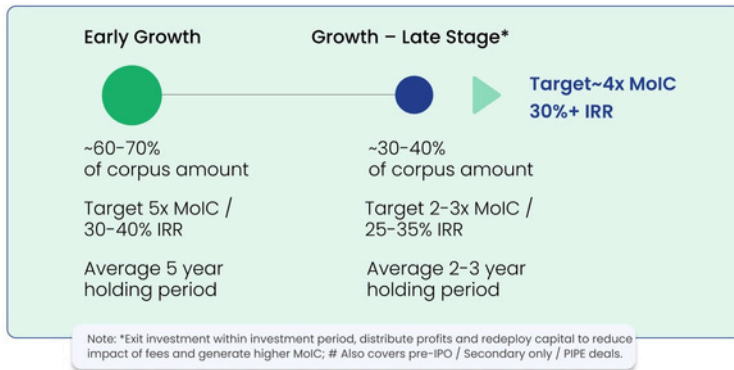 Early Growth
Growth – Late Stage*
Target~4x MoIC
30%+ IRR
~60-70%
of corpus amount
Target 5x MoIC /
30-40% IRR
Average 5 year
holding period
~30-40%
of corpus amount
Target 2-3x MoIC /
25-35% IRR
Average 2-3 year
holding period
Note: *Exit investment within investment period, distribute profits and redeploy capital to reduce
impact of fees and generate higher MoIC; # Also covers pre-IPO / Secondary only / PIPE deals.